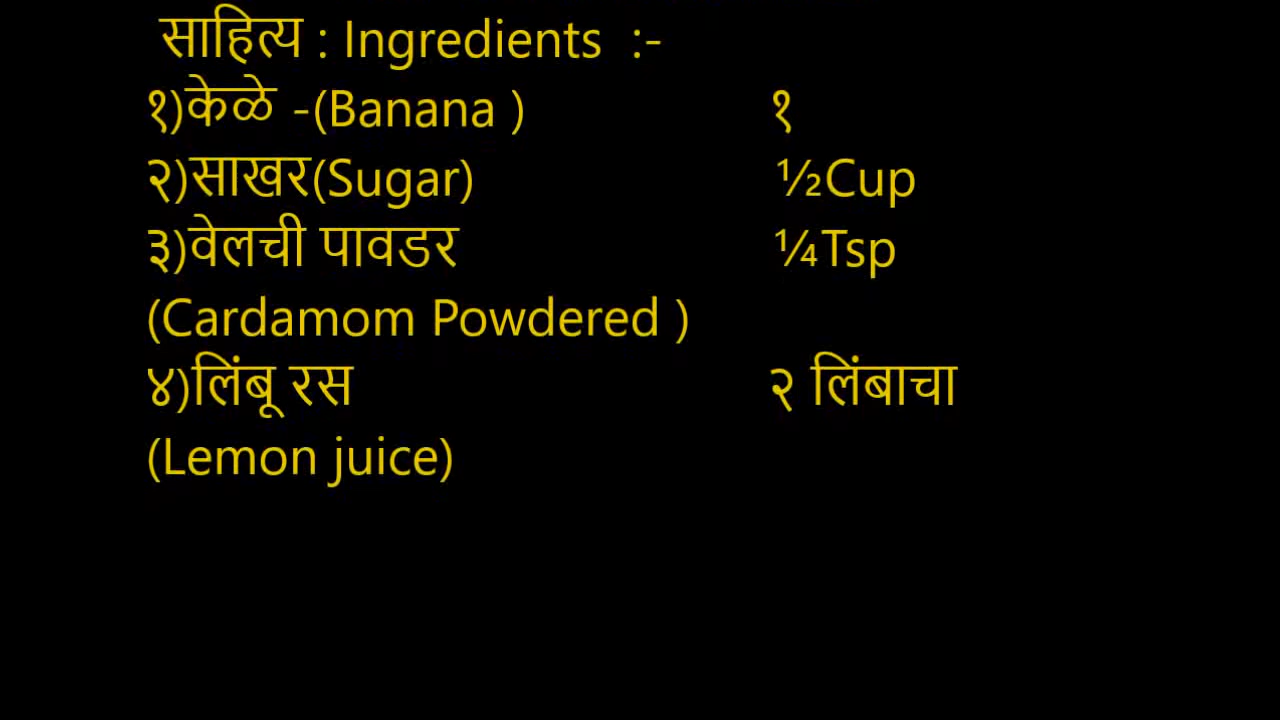 साहित्य : Ingredients :-
१)केळे -(Banana ) १
२)साखर(Sugar) ½Cup
३)वेलची पावडर ¼Tsp
(Cardamom Powdered )
४)लिंबू रस २ लिंबाचा
(Lemon juice)